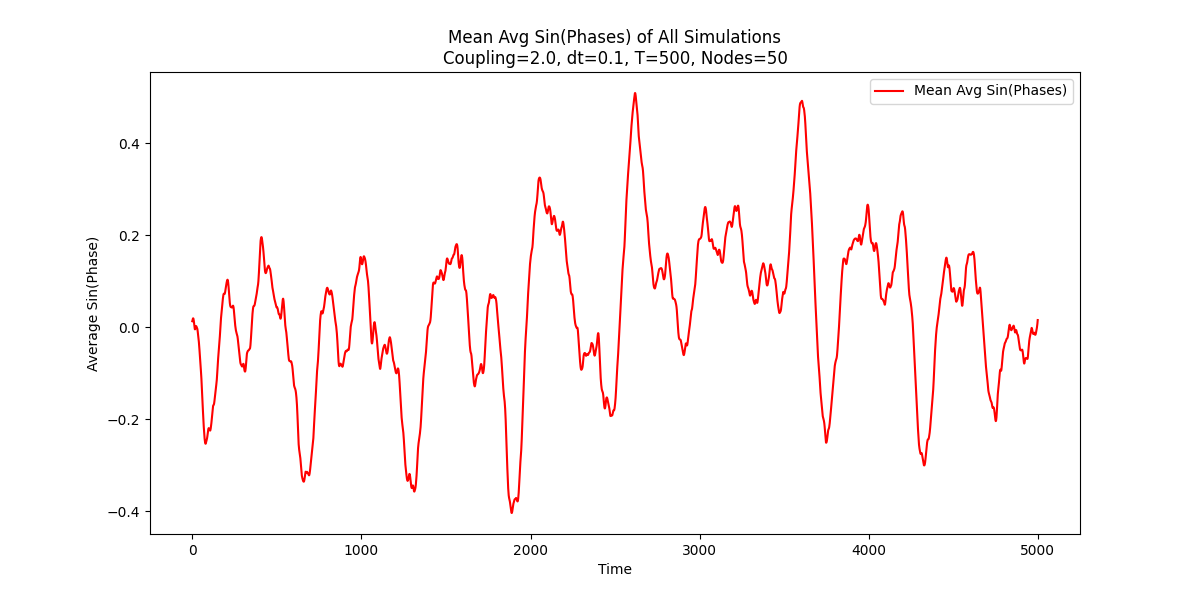 Mean Avg Sin(Phases) of All Simulations
Coupling=2.0, dt=0.1, T=500, Nodes=50
Mean Avg Sin(Phases)
Average Sin(Phase)
0.4
0.2
0.0
−0.2
−0.4
0 1000 2000 3000 4000 5000
Time